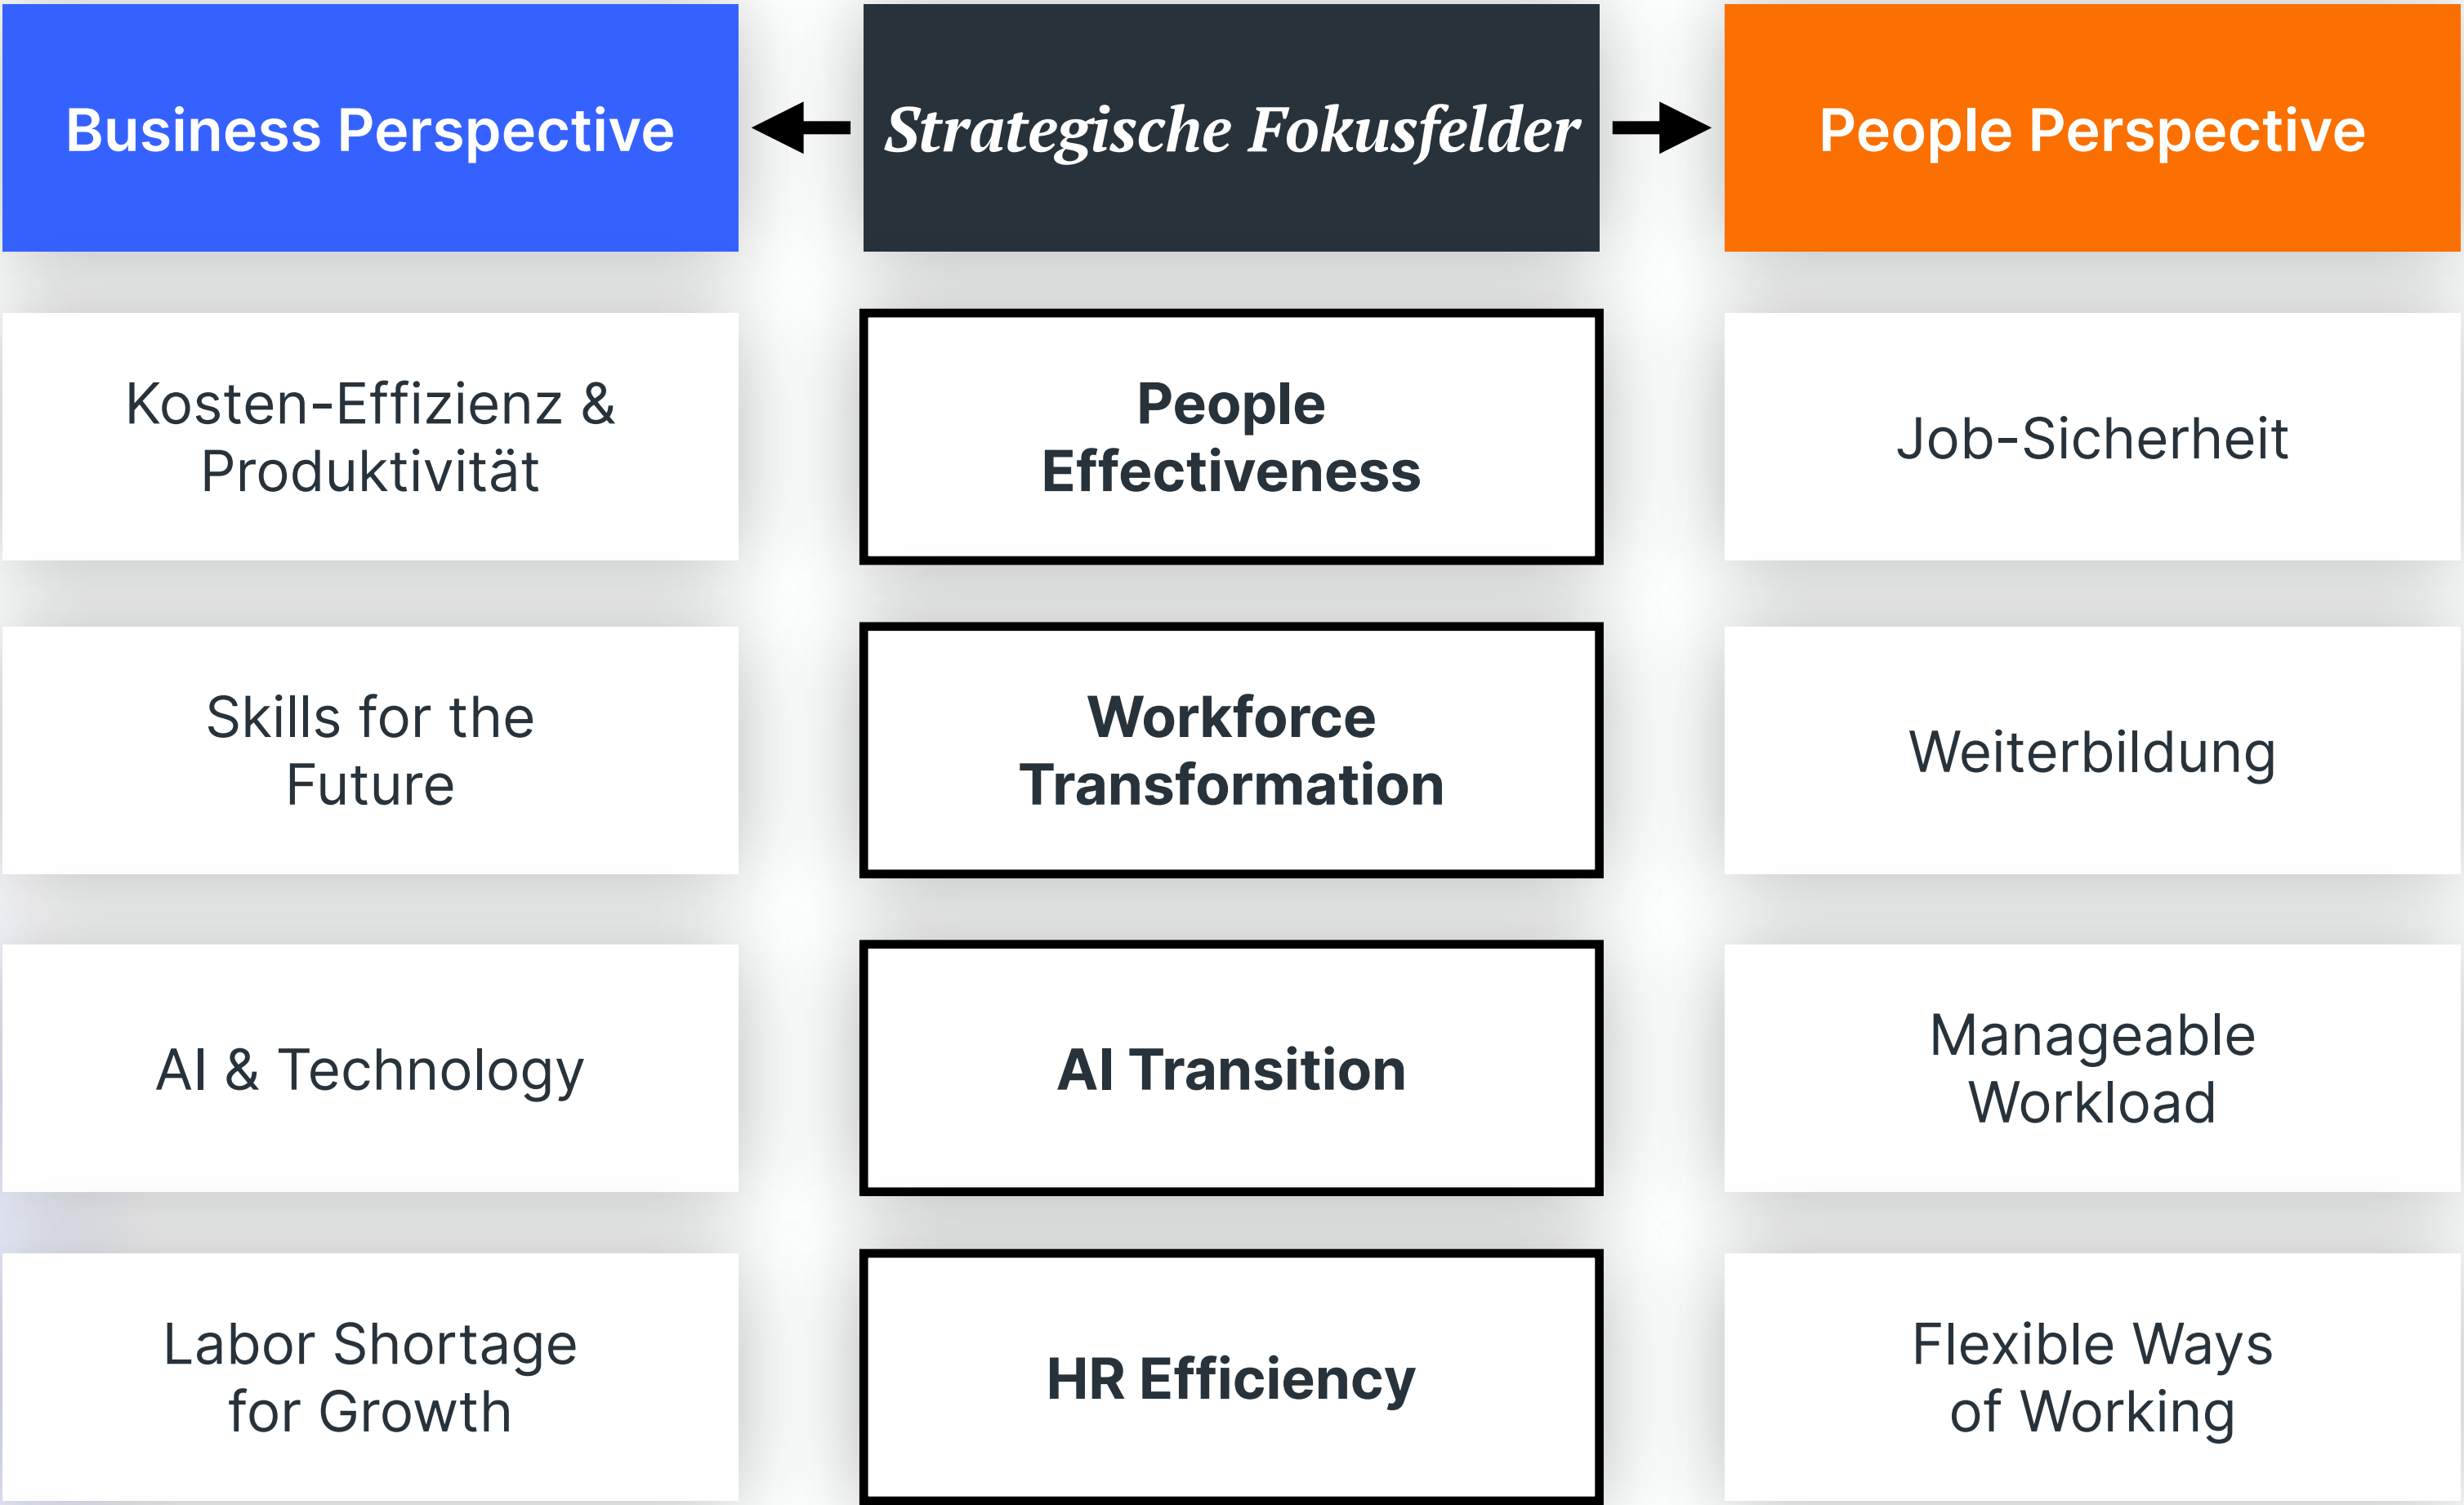 Business Perspective
Strategische Fokusfelder
People Perspective
Kosten-Effizienz &
Produktivität
People
Effectiveness
Job-Sicherheit
Skills for the
Future
Workforce
Transformation
Weiterbildung
AI & Technology
AI Transition
Manageable
Workload
Labor Shortage
for Growth
HR Efficiency
Flexible Ways
of Working